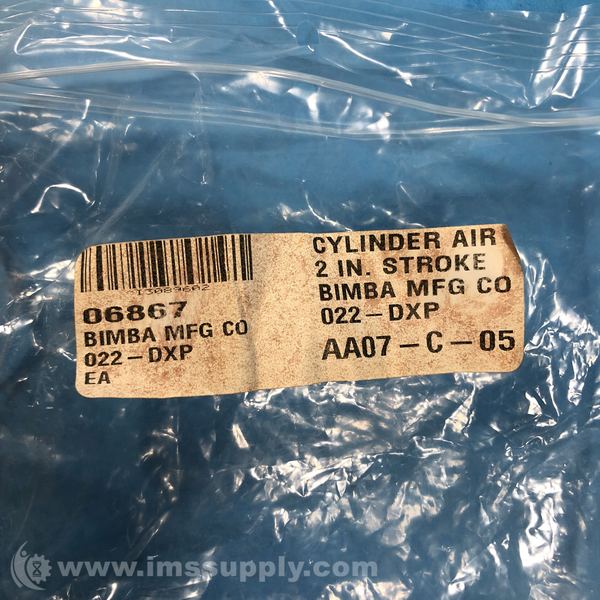 06867
BIMBA MFG CO
022-DXP
EA
CYLINDER AIR
2 IN. STROKE
BIMBA MFG CO
022-DXP
AA07-C-05
www.imssupply.com